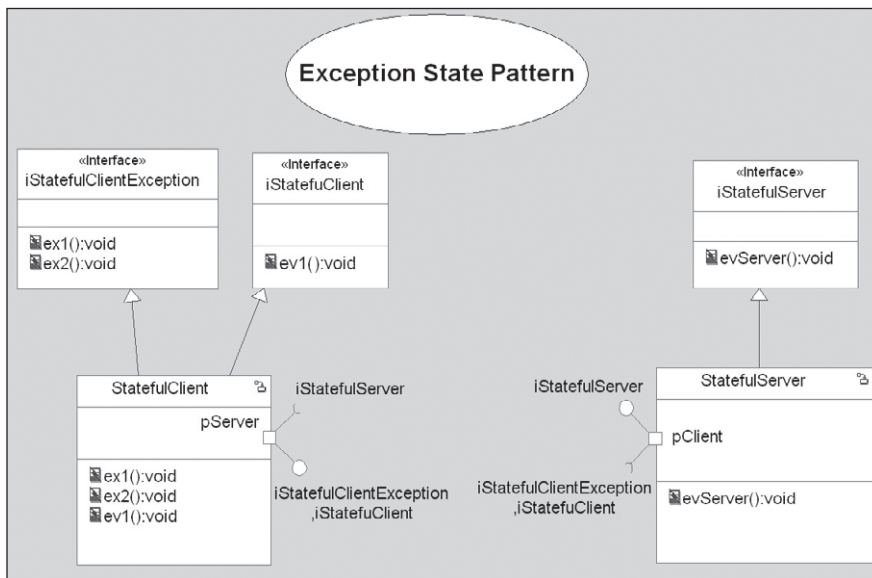 Exception State Pattern
«Interface»
iStatefulClientException
ex1():void
ex2():void
«Interface»
iStatefuClient
ev1():void
«Interface»
iStatefulServer
evServer():void
StatefulClient
pServer
ex1():void
ex2():void
ev1():void
iStatefulServer
iStatefulClientException
,iStatefuClient
iStatefulServer
iStatefulClientException
,iStatefuClient
StatefulServer
pClient
evServer():void